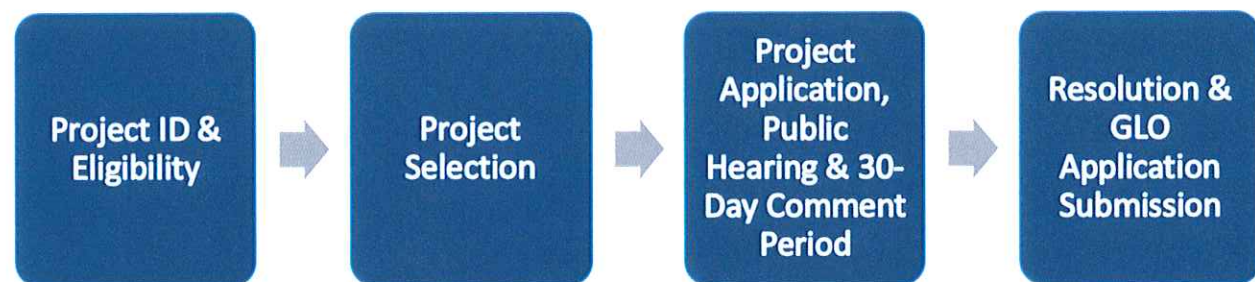 Project ID &
Eligibility
Project
Selection
Project
Application,
Public
Hearing & 30-
Day Comment
Period
Resolution &
GLO
Application
Submission